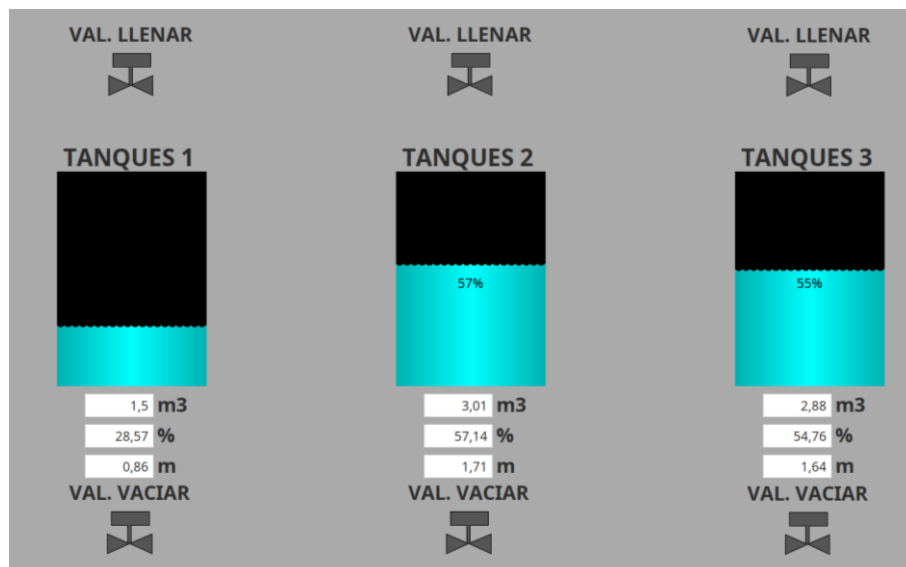 VAL. LLENAR
VAL. LLENAR
VAL. LLENAR
TANQUES 1
TANQUES 2
TANQUES 3
57%
55%
1,5 m3
3,01 m3
2,88 m3
28,57 %
57,14 %
54,76 %
0,86 m
1,71 m
1,64 m
VAL. VACIAR
VAL. VACIAR
VAL. VACIAR